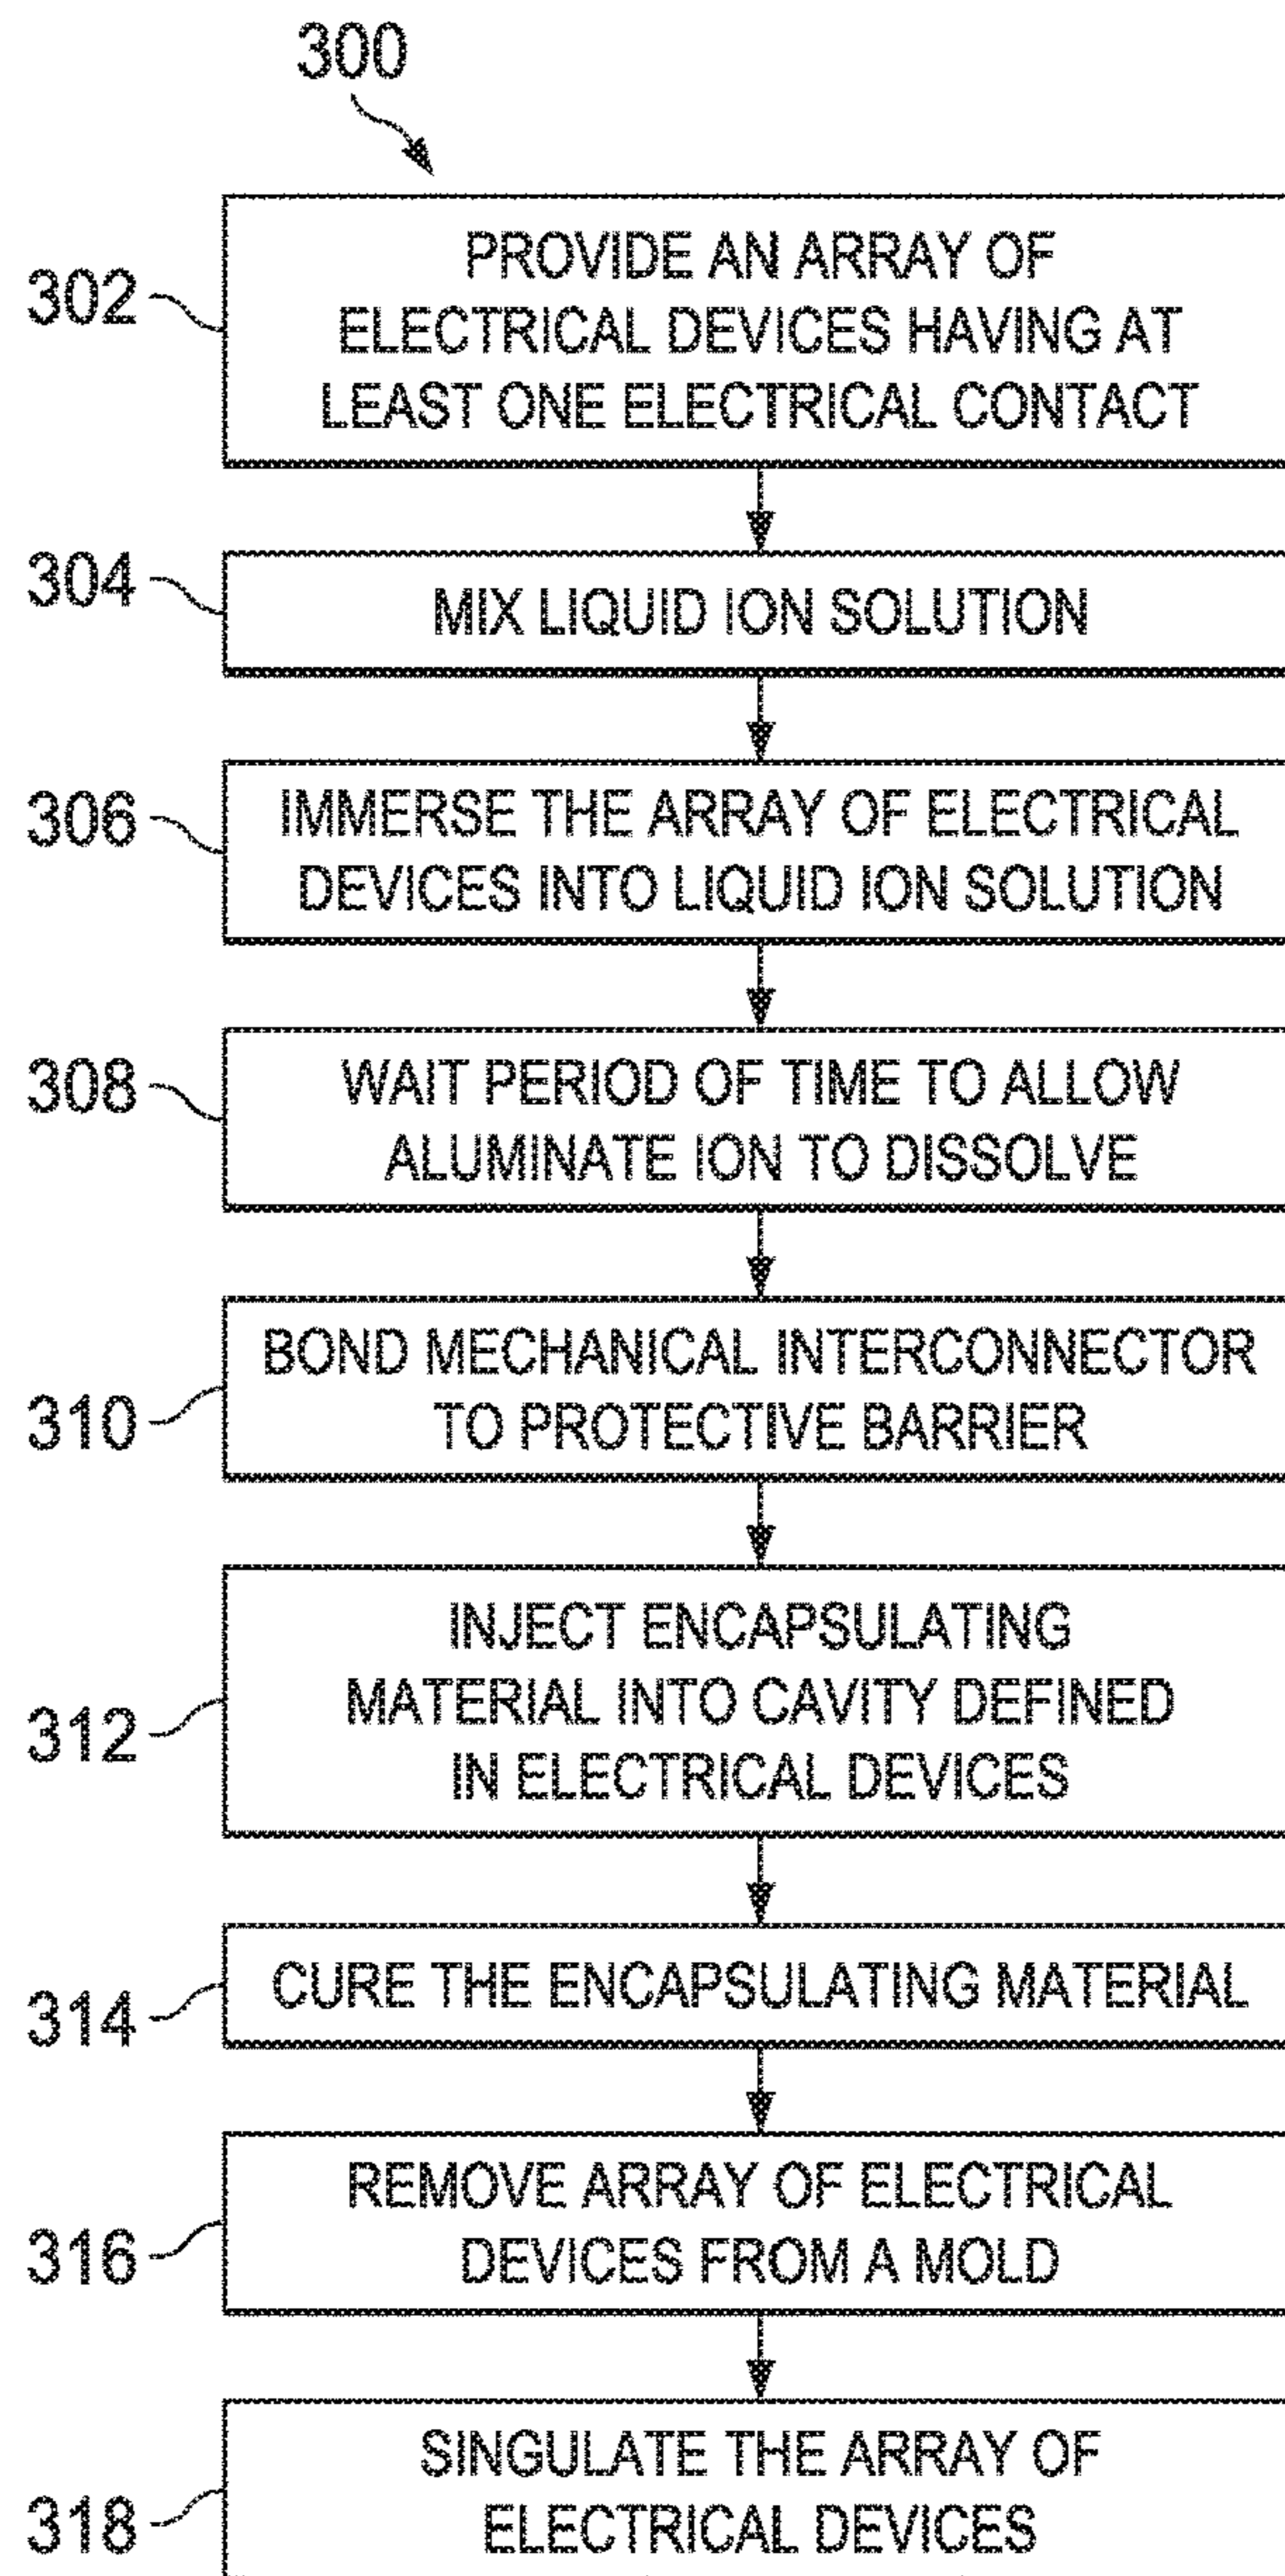 300
302
PROVIDE AN ARRAY OF
ELECTRICAL DEVICES HAVING AT
LEAST ONE ELECTRICAL CONTACT
304
MIX LIQUID ION SOLUTION
306
IMMERSE THE ARRAY OF ELECTRICAL
DEVICES INTO LIQUID ION SOLUTION
308
WAIT PERIOD OF TIME TO ALLOW
ALUMINATE ION TO DISSOLVE
310
BOND MECHANICAL INTERCONNECTOR
TO PROTECTIVE BARRIER
312
INJECT ENCAPSULATING
MATERIAL INTO CAVITY DEFINED
IN ELECTRICAL DEVICES
314
CURE THE ENCAPSULATING MATERIAL
316
REMOVE ARRAY OF ELECTRICAL
DEVICES FROM A MOLD
318
SINGULATE THE ARRAY OF
ELECTRICAL DEVICES